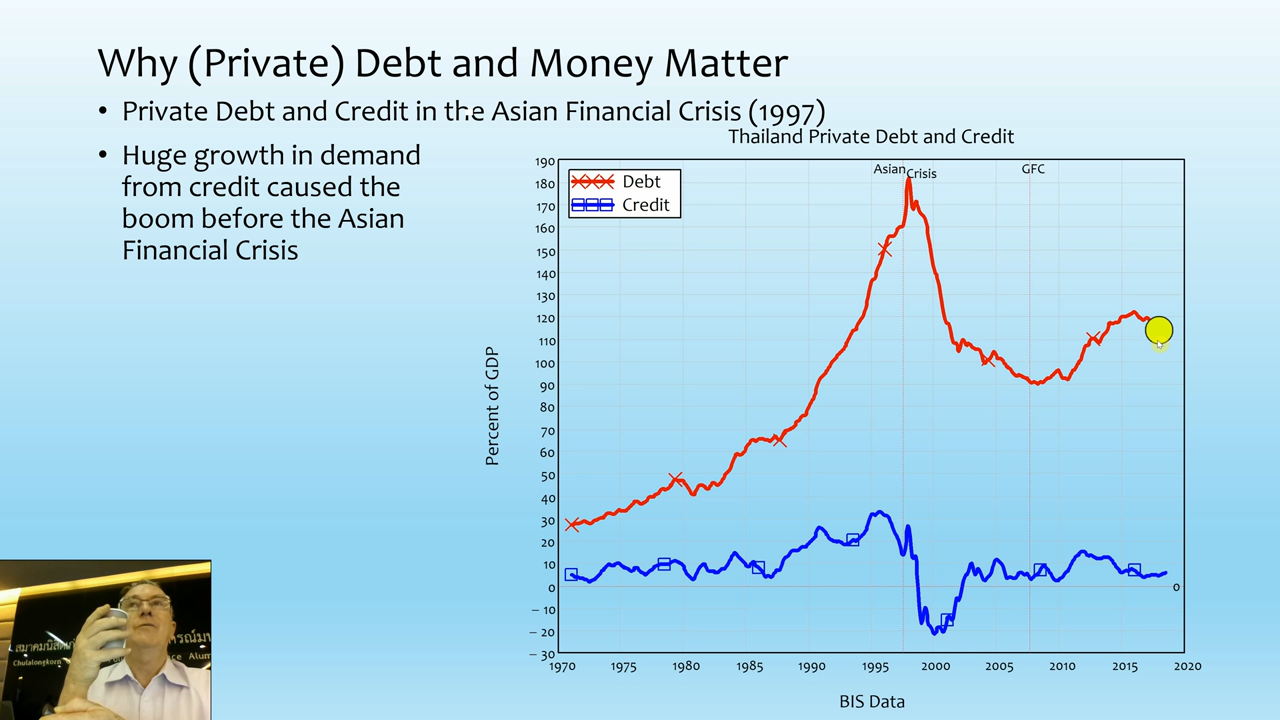 Why (Private) Debt and Money Matter
• Private Debt and Credit in the Asian Financial Crisis (1997)
• Huge growth in demand
from credit caused the
boom before the Asian
Financial Crisis
Thailand Private Debt and Credit
Debt
Credit
Asian Crisis
GFC
Percent of GDP
190
180
170
160
150
140
130
120
110
100
90
80
70
60
50
40
30
20
10
0
– 10
– 20
– 30
0
1970 1975 1980 1985 1990 1995 2000 2005 2010 2015 2020
BIS Data
Chulalongkorn
Alum